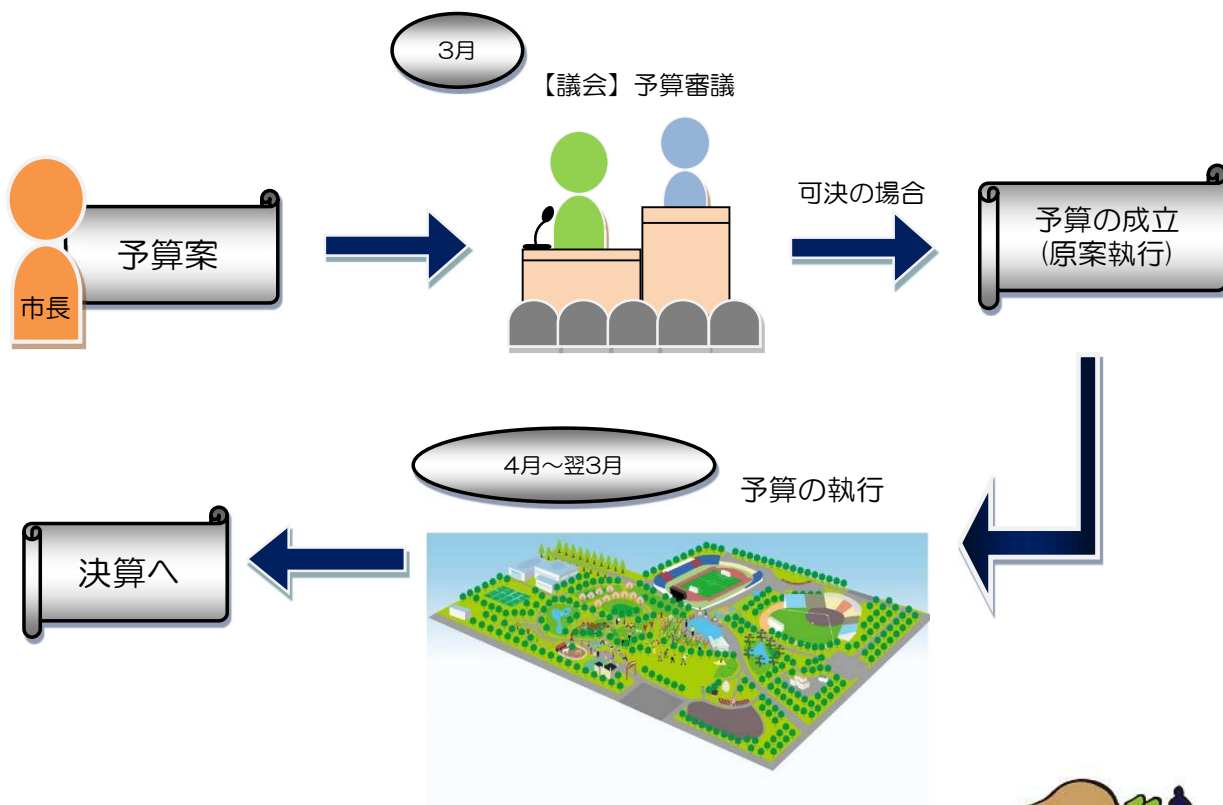 3月
【議会】予算審議
市長
予算案
可決の場合
予算の成立
(原案執行)
4月～翌3月
予算の執行
決算へ